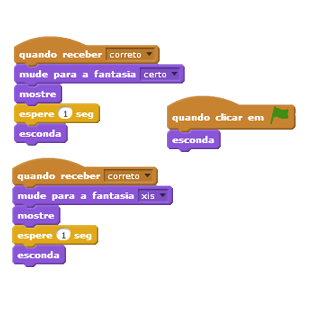 quando receber correto
mude para a fantasia certo
mostre
espere 1 seg
esconda
quando clicar em
esconda
quando receber correto
mude para a fantasia xis
mostre
espere 1 seg
esconda